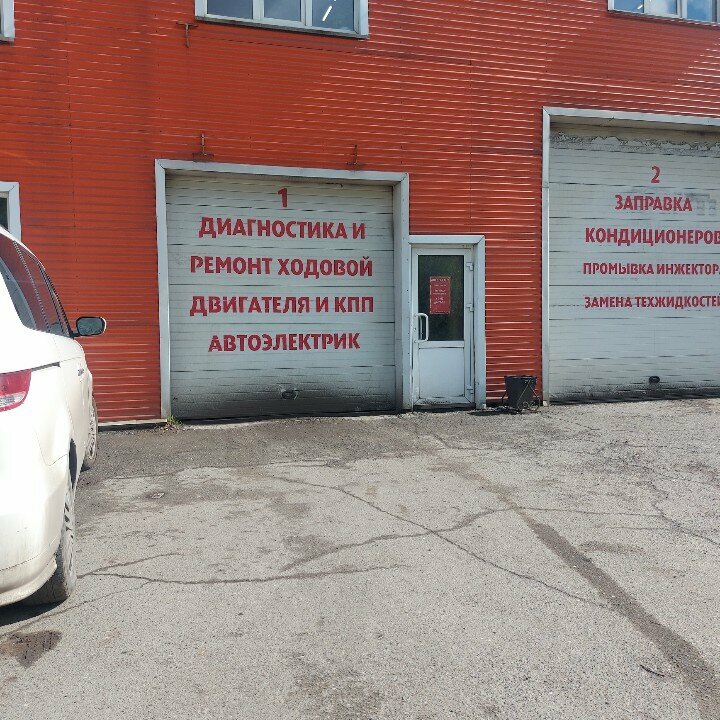 1
ДИАГНОСТИКА И
РЕМОНТ ХОДОВОЙ
ДВИГАТЕЛЯ И КПП
АВТОЭЛЕКТРИК
2
ЗАПРАВКА
КОНДИЦИОНЕРОВ
ПРОМЫВКА ИНЖЕКТОРА
ЗАМЕНА ТЕХЖИДКОСТЕЙ